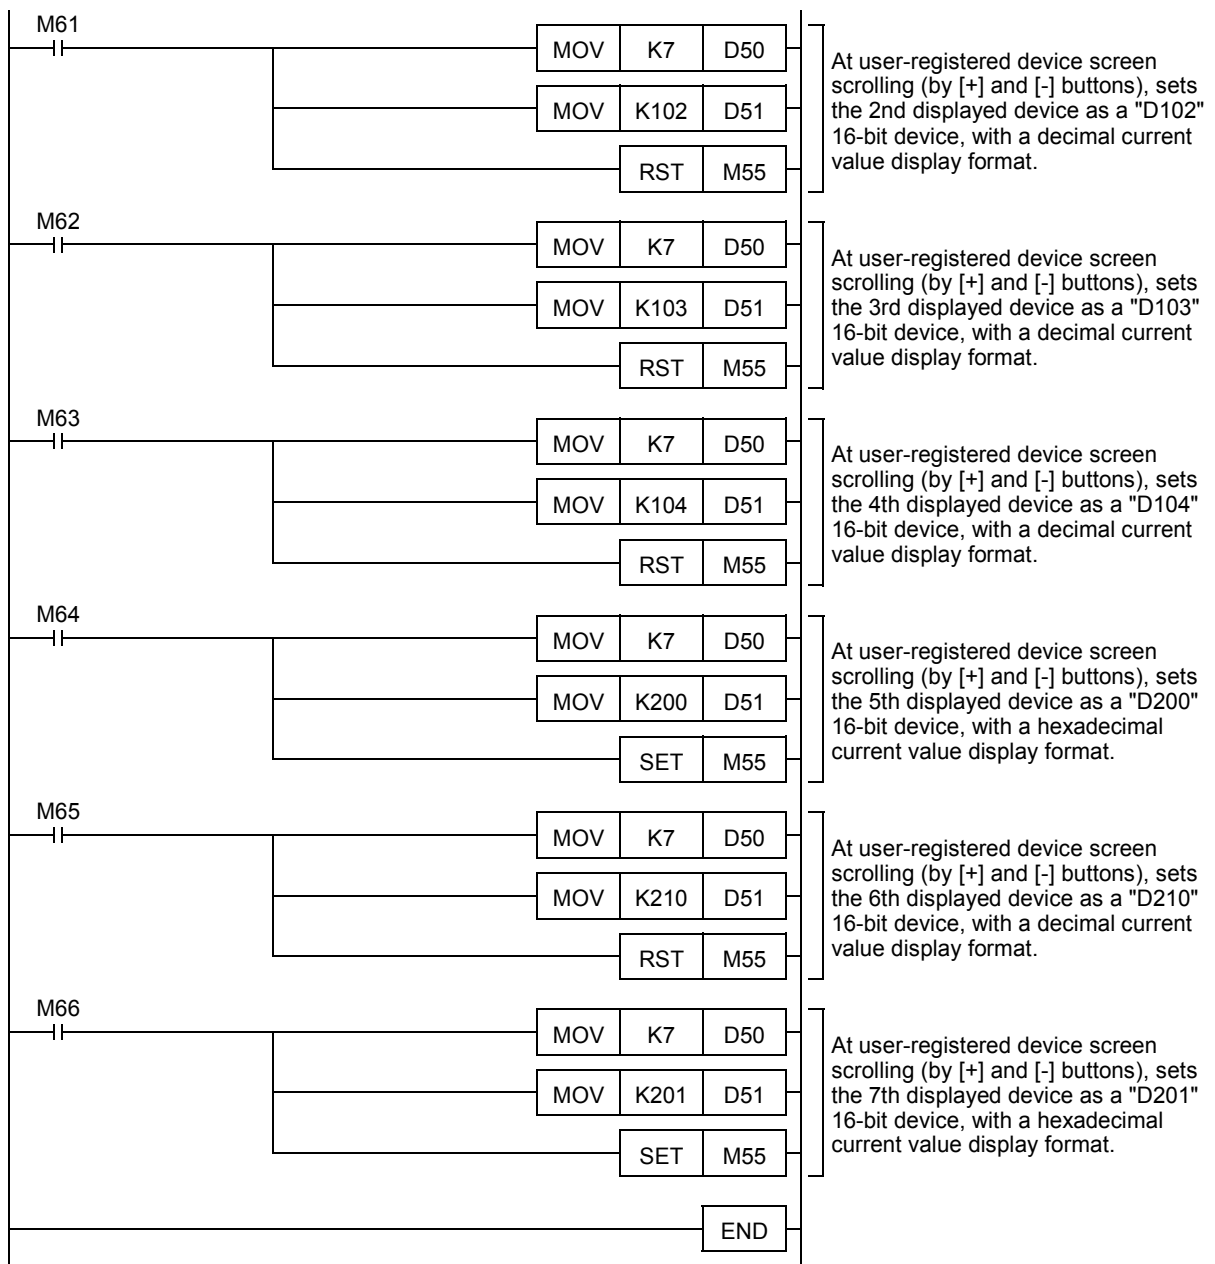 M61
MOV K7 D50
MOV K102 D51
RST M55
At user-registered device screen
scrolling (by [+] and [-] buttons), sets
the 2nd displayed device as a "D102"
16-bit device, with a decimal current
value display format.
M62
MOV K7 D50
MOV K103 D51
RST M55
At user-registered device screen
scrolling (by [+] and [-] buttons), sets
the 3rd displayed device as a "D103"
16-bit device, with a decimal current
value display format.
M63
MOV K7 D50
MOV K104 D51
RST M55
At user-registered device screen
scrolling (by [+] and [-] buttons), sets
the 4th displayed device as a "D104"
16-bit device, with a decimal current
value display format.
M64
MOV K7 D50
MOV K200 D51
SET M55
At user-registered device screen
scrolling (by [+] and [-] buttons), sets
the 5th displayed device as a "D200"
16-bit device, with a hexadecimal
current value display format.
M65
MOV K7 D50
MOV K210 D51
RST M55
At user-registered device screen
scrolling (by [+] and [-] buttons), sets
the 6th displayed device as a "D210"
16-bit device, with a decimal current
value display format.
M66
MOV K7 D50
MOV K201 D51
SET M55
At user-registered device screen
scrolling (by [+] and [-] buttons), sets
the 7th displayed device as a "D201"
16-bit device, with a hexadecimal
current value display format.
END